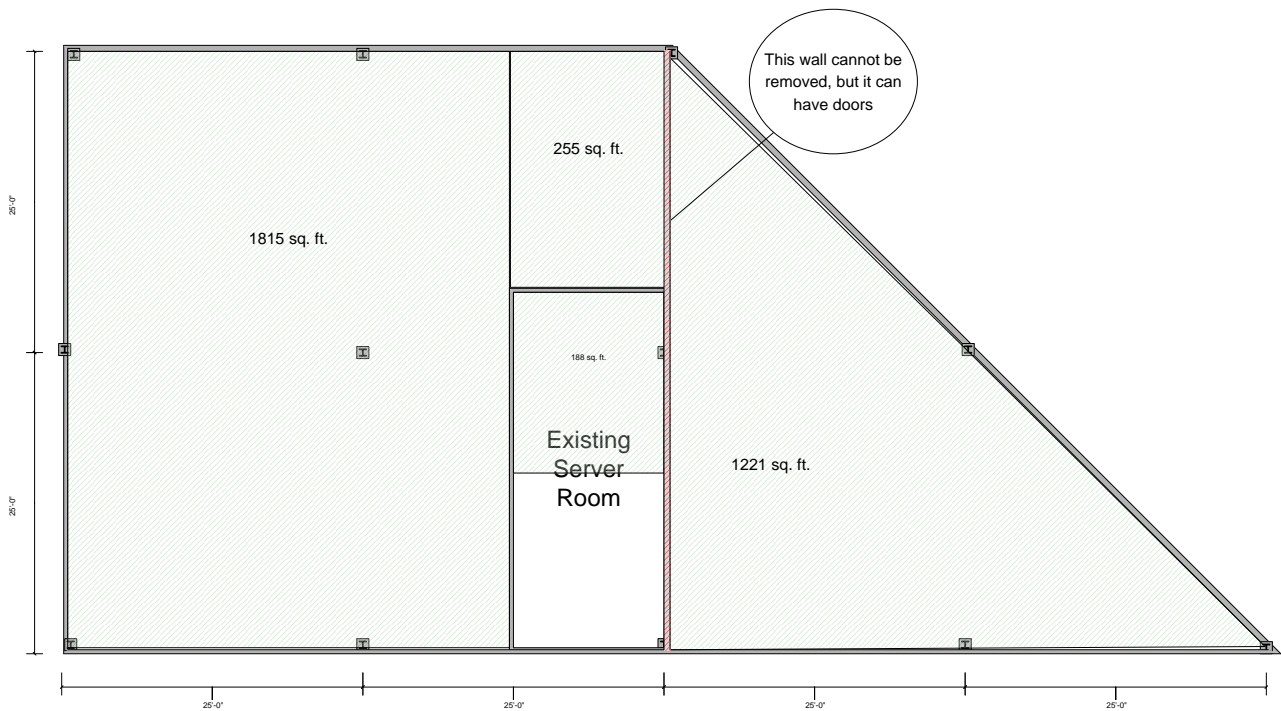 This wall cannot be
removed, but it can
have doors
255 sq. ft.
25'-0"
1815 sq. ft.
188 sq. ft.
Existing
Server
Room
1221 sq. ft.
25'-0"
25'-0"
25'-0"
25'-0"
25'-0"